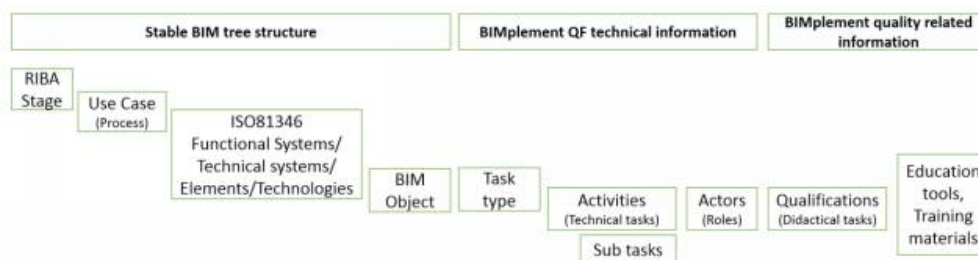 Stable BIM tree structure
BIMplement QF technical information
BIMplement quality related
information
RIBA
Stage
Use Case
(Process)
ISO81346
Functional Systems/
Technical systems/
Elements/Technologies
BIM
Object
Task
type
Activities
(Technical tasks)
Sub tasks
Actors
(Roles)
Qualifications
(Didactical tasks)
Education
tools,
Training
materials